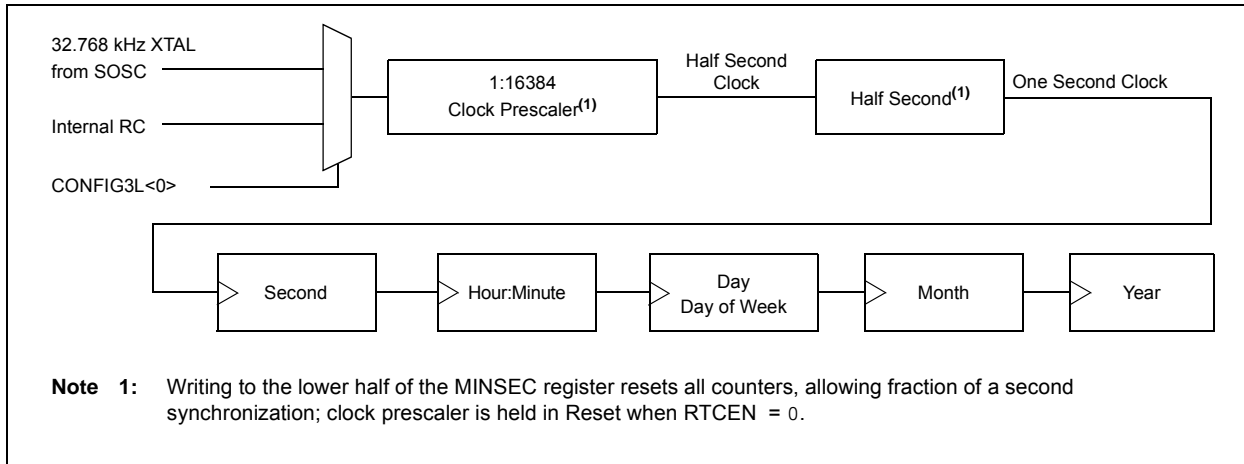 32.768 kHz XTAL
from SOSC
Internal RC
CONFIG3L<0>
1:16384
Clock Prescaler(1)
Half Second
Clock
Half Second(1)
One Second Clock
Second
Hour:Minute
Day
Day of Week
Month
Year
Note 1: Writing to the lower half of the MINSEC register resets all counters, allowing fraction of a second
synchronization; clock prescaler is held in Reset when RTCEN = 0.